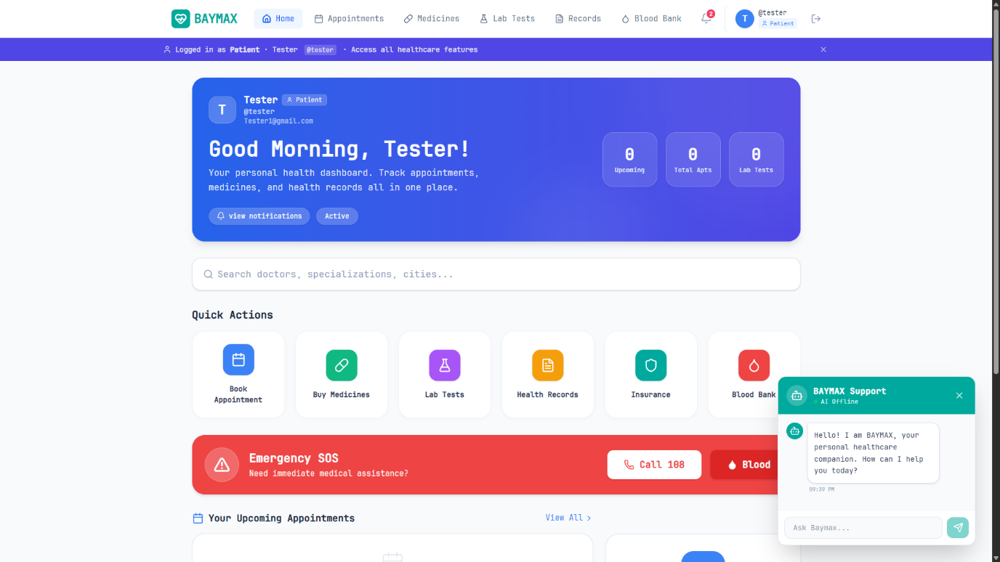 BAYMAX
Home
Appointments
Medicines
Lab Tests
Records
Blood Bank
2
T
@tester
Patient
Logged in as Patient · Tester @tester · Access all healthcare features
T
Tester
Patient
@tester
Tester1@gmail.com
Good Morning, Tester!
Your personal health dashboard. Track appointments,
medicines, and health records all in one place.
view notifications
Active
0
Upcoming
0
Total Apts
0
Lab Tests
Search doctors, specializations, cities...
Quick Actions
Book
Appointment
Buy Medicines
Lab Tests
Health Records
Insurance
Blood Bank
Emergency SOS
Need immediate medical assistance?
Call 108
Blood
Your Upcoming Appointments
View All
BAYMAX Support
AI Offline
Hello! I am BAYMAX, your
personal healthcare
companion. How can I help
you today?
09:39 PM
Ask Baymax...